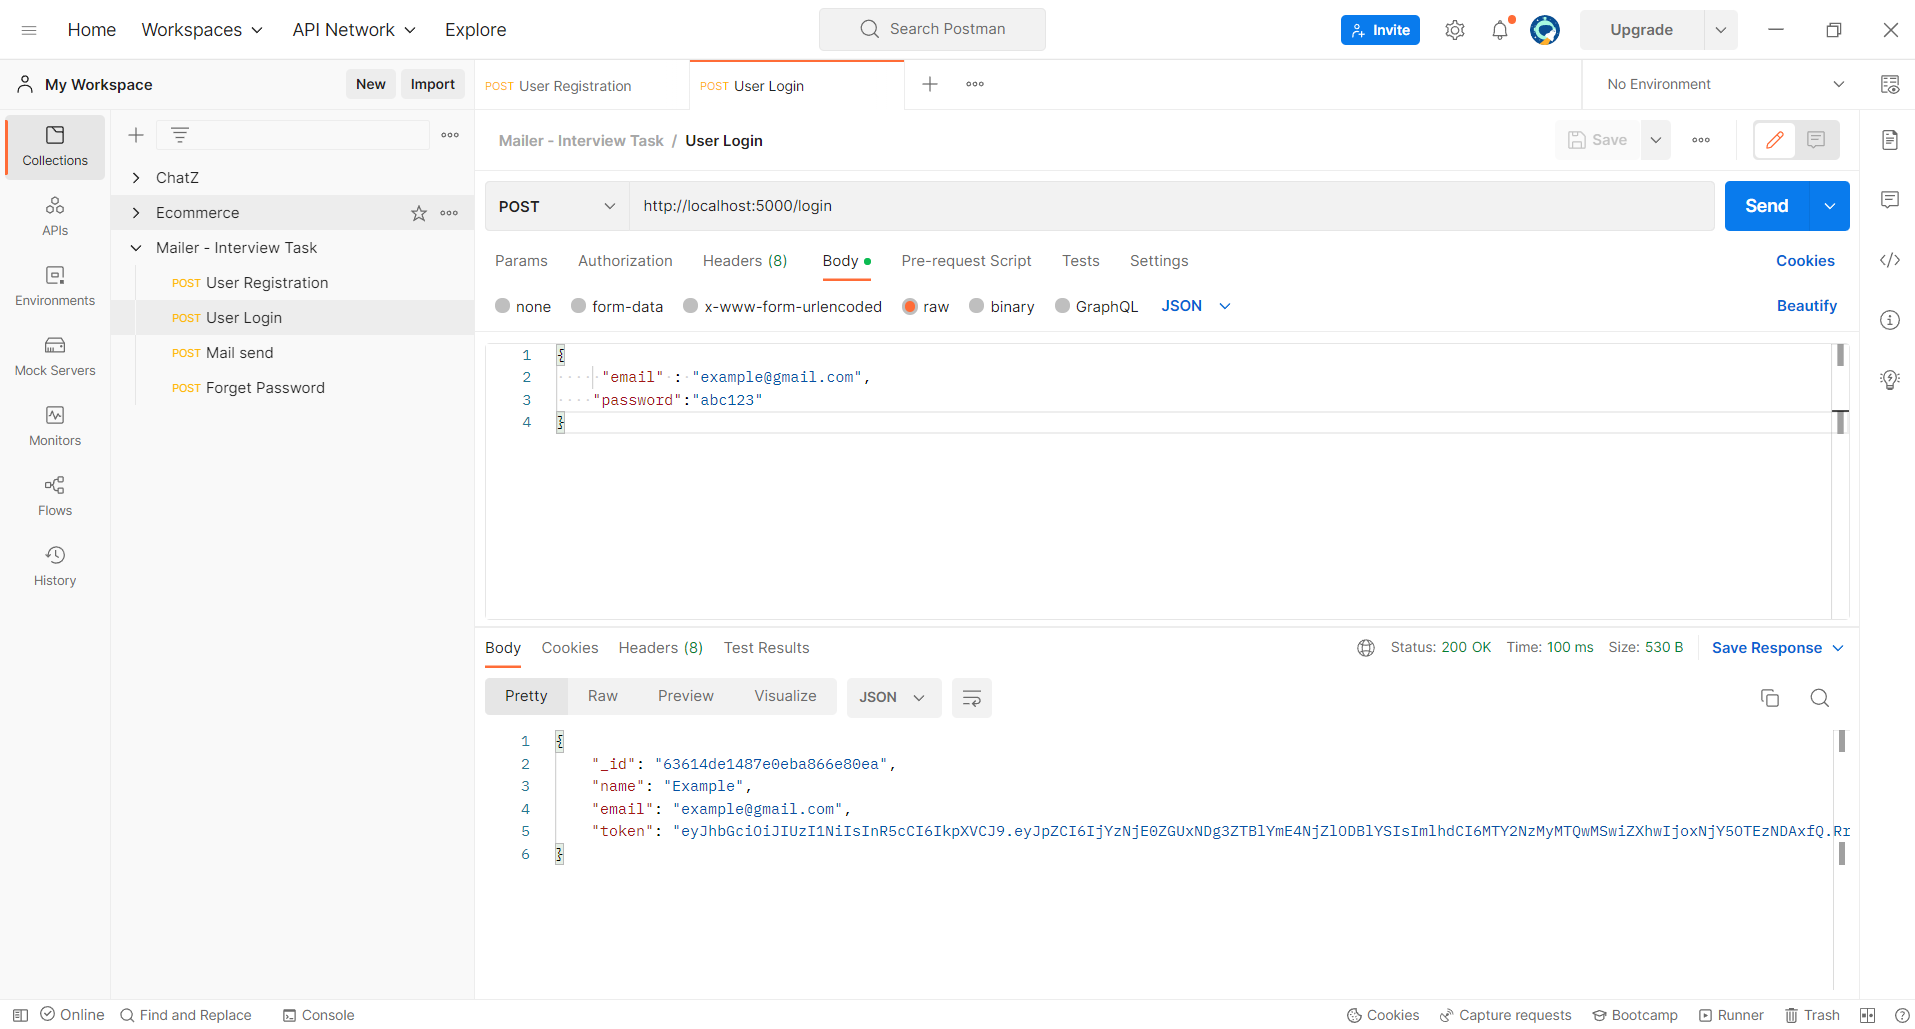 Home Workspaces API Network Explore Search Postman Invite Upgrade
My Workspace New Import POST User Registration POST User Login No Environment
Collections
APIs
Environments
Mock Servers
Monitors
Flows
History
ChatZ
Ecommerce
Mailer - Interview Task
POST User Registration
POST User Login
POST Mail send
POST Forget Password
Mailer - Interview Task / User Login Save
POST http://localhost:5000/login Send
Params Authorization Headers (8) Body Pre-request Script Tests Settings Cookies
none form-data x-www-form-urlencoded raw binary GraphQL JSON Beautify
1 {
2 "email" : "example@gmail.com",
3 "password":"abc123"
4 }
Body Cookies Headers (8) Test Results Status: 200 OK Time: 100 ms Size: 530 B Save Response
Pretty Raw Preview Visualize JSON
1 {
2 "_id": "63614de1487e0eba866e80ea",
3 "name": "Example",
4 "email": "example@gmail.com",
5 "token": "eyJhbGciOiJIUzI1NiIsInR5cCI6IkpXVCJ9.eyJpZCI6IjYzNjE0ZGUxNDg3ZTBlYmE4NjZlODBlYSIsImlhdCI6MTY2NzMyMTQwMSwiZXhwIjoxNjY5OTEzNDAxfQ.Rr
6 }
Online Find and Replace Console Cookies Capture requests Bootcamp Runner Trash